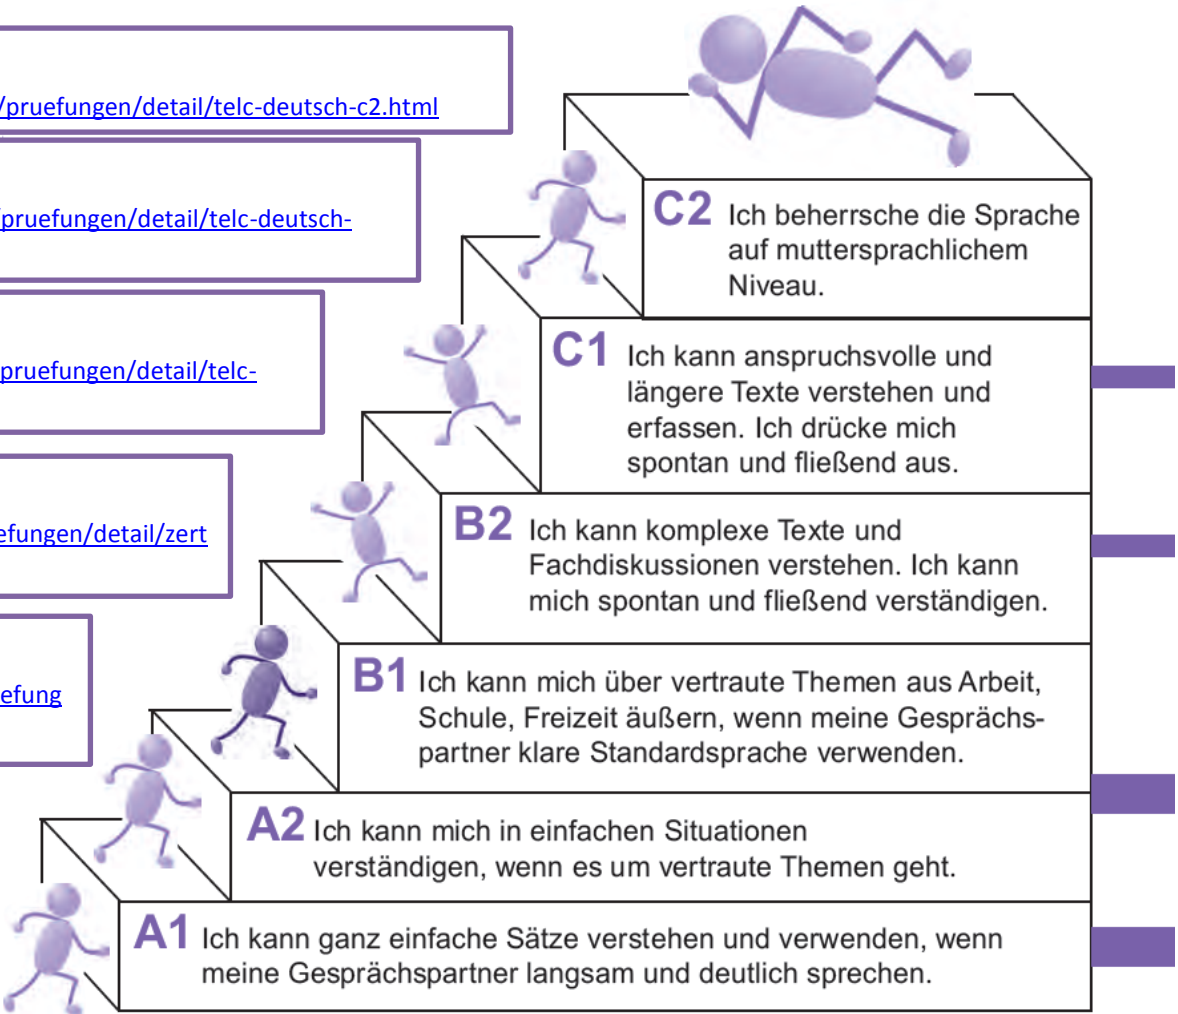 /pruefungen/detail/telc-deutsch-c2.html
C2 Ich beherrsche die Sprache
auf muttersprachlichem
Niveau.
pruefungen/detail/telc-deutsch-
C1 Ich kann anspruchsvolle und
längere Texte verstehen und
erfassen. Ich drücke mich
spontan und fließend aus.
pruefungen/detail/telc-
B2 Ich kann komplexe Texte und
Fachdiskussionen verstehen. Ich kann
mich spontan und fließend verständigen.
efungen/detail/zert
B1 Ich kann mich über vertraute Themen aus Arbeit,
Schule, Freizeit äußern, wenn meine Gesprächs-
partner klare Standardsprache verwenden.
efung
A2 Ich kann mich in einfachen Situationen
verständigen, wenn es um vertraute Themen geht.
A1 Ich kann ganz einfache Sätze verstehen und verwenden, wenn
meine Gesprächspartner langsam und deutlich sprechen.